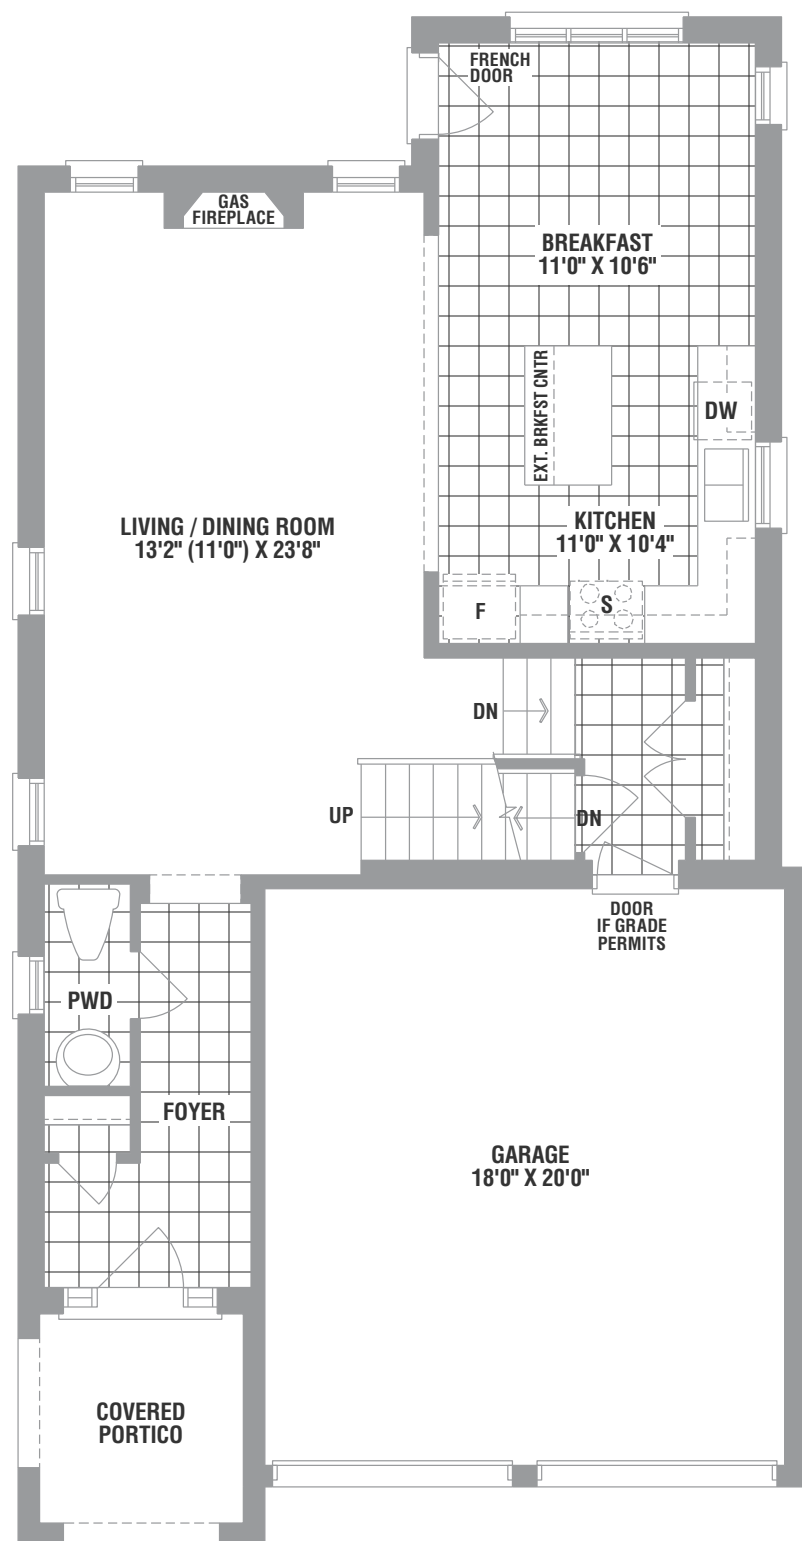 FRENCH
DOOR
GAS
FIREPLACE
BREAKFAST
11'0" X 10'6"
EXT. BRKFST CNTR
DW
LIVING / DINING ROOM
13'2" (11'0") X 23'8"
KITCHEN
11'0" X 10'4"
F
S
DN
UP
DN
DOOR
IF GRADE
PERMITS
PWD
FOYER
GARAGE
18'0" X 20'0"
COVERED
PORTICO